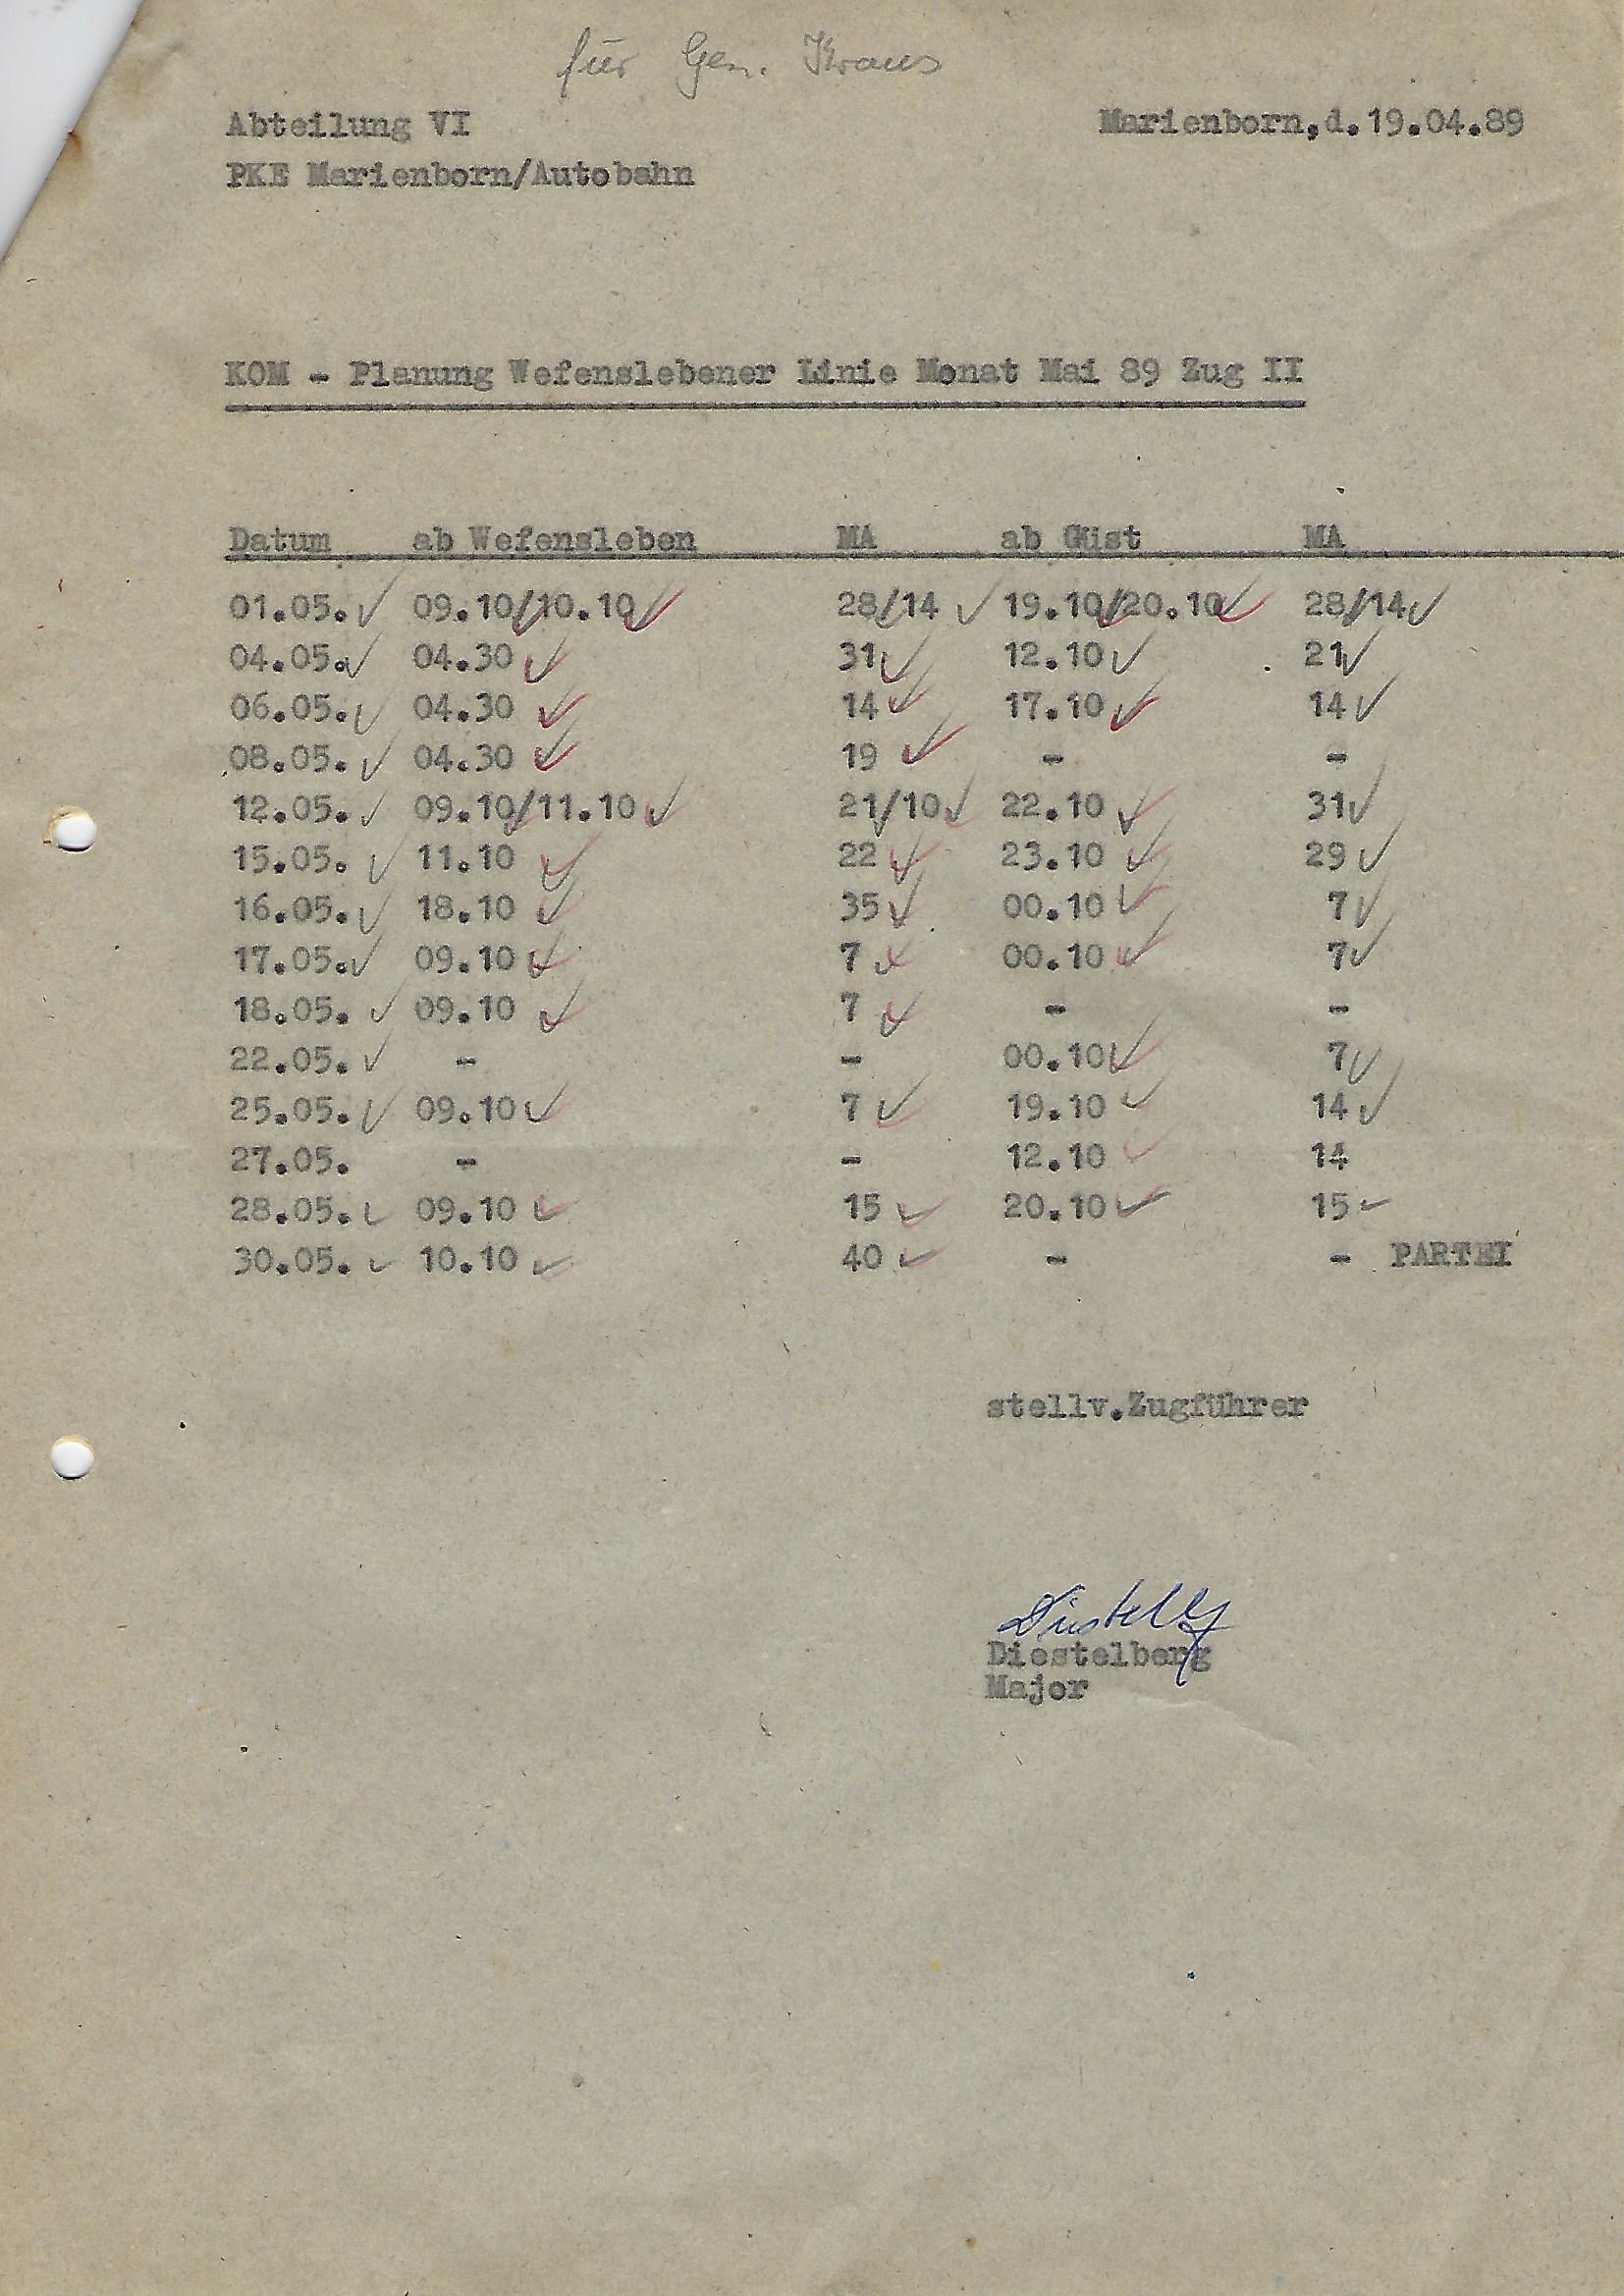 für Gen. Kraus
Abteilung VI Marienborn,d.19.04.89
PKE Marienborn/Autobahn
KOM - Planung Wefenslebener Linie Monat Mai 89 Zug II
Datum ab Wefensleben MA ab Güst MA
01.05. 09.10/10.10 28/14 19.10/20.10 28/14
04.05. 04.30 31 12.10 21
06.05. 04.30 14 17.10 14
08.05. 04.30 19 - -
12.05. 09.10/11.10 21/10 22.10 31
15.05. 11.10 22 23.10 29
16.05. 18.10 35 00.10 7
17.05. 09.10 7 00.10 7
18.05. 09.10 7 - -
22.05. - - 00.10 7
25.05. 09.10 7 19.10 14
27.05. - - 12.10 14
28.05. 09.10 15 20.10 15
30.05. 10.10 40 - - PARTEI
stellv.Zugführer
Diestelberg
Major